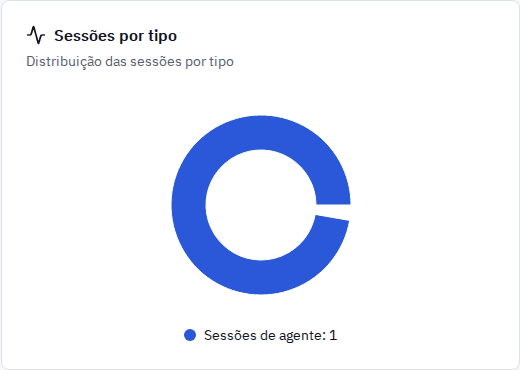 Sessões por tipo
Distribuição das sessões por tipo
Sessões de agente: 1